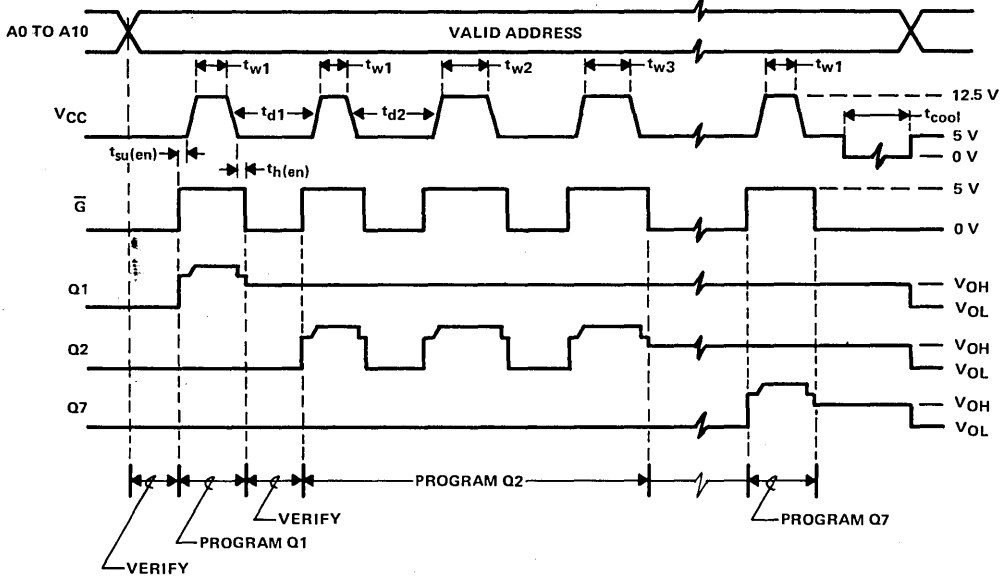 A0 TO A10
VALID ADDRESS
tw1
tw1
tw2
tw3
tw1
12.5 V
VCC
td1
td2
tcool
5 V
0 V
tsu(en)
th(en)
G̅
5 V
0 V
Q1
VOH
VOL
Q2
VOH
VOL
Q7
VOH
VOL
PROGRAM Q2
VERIFY
PROGRAM Q7
PROGRAM Q1
VERIFY